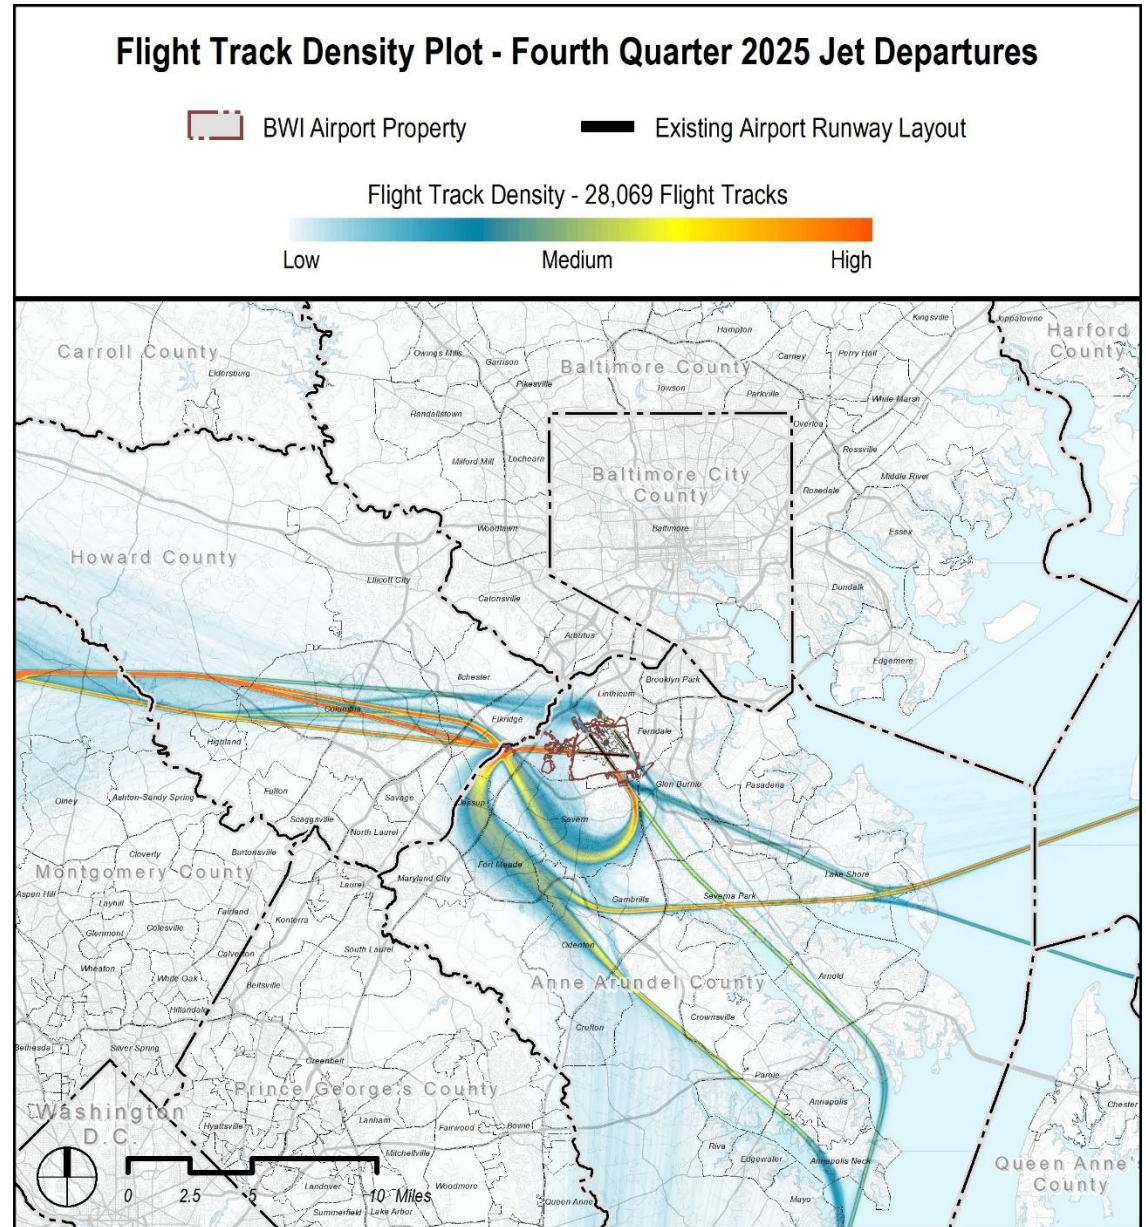 Flight Track Density Plot - Fourth Quarter 2025 Jet Departures
BWI Airport Property
Existing Airport Runway Layout
Flight Track Density - 28,069 Flight Tracks
Low
Medium
High
Kingsville
Joppatowne
Hampton
Harford
County
Carney
Perry Hall
Carroll County
Owings Mills
Garrison
Baltimore County
Eldersburg
Pikesville
Towson
Parkville
White Marsh
Randallstown
Overlea
Rossville
Milford Mill
Lochearn
Baltimore City
County
Middle River
Rosedale
Woodlawn
Baltimore
Essex
Howard County
Ellicott City
Catonsville
Dundalk
Arbutus
Edgemere
Ilchester
Brooklyn Park
Linthicum
Columbia
Elkridge
Ferndale
Highland
Glen Burnie
Pasadena
Fulton
Olney
Ashton-Sandy Spring
Savage
Jessup
Severn
Scaggsville
North Laurel
Cloverly
Burtonsville
Fort Meade
Lake Shore
Montgomery County
Maryland City
Laurel
Aspen Hill
Layhill
Fairland
Konterra
Gambrills
Severna Park
Glenmont
Colesville
Calverton
South Laurel
Odenton
Wheaton
White Oak
Beltsville
Anne Arundel County
Arnold
Hillandale
Crofton
Crownsville
Bethesda
Silver Spring
Greenbelt
Parole
Prince George's County
Annapolis
Chester
Washington
D.C.
Hyattsville
Lanham
Fairwood
Bowie
Mitchellville
Riva
Edgewater
Annapolis Neck
Queen Anne'
County
Landover
Woodmore
Queen Anne
Mayo
0
2.5
5
10 Miles
Summerfield
Lake Arbor